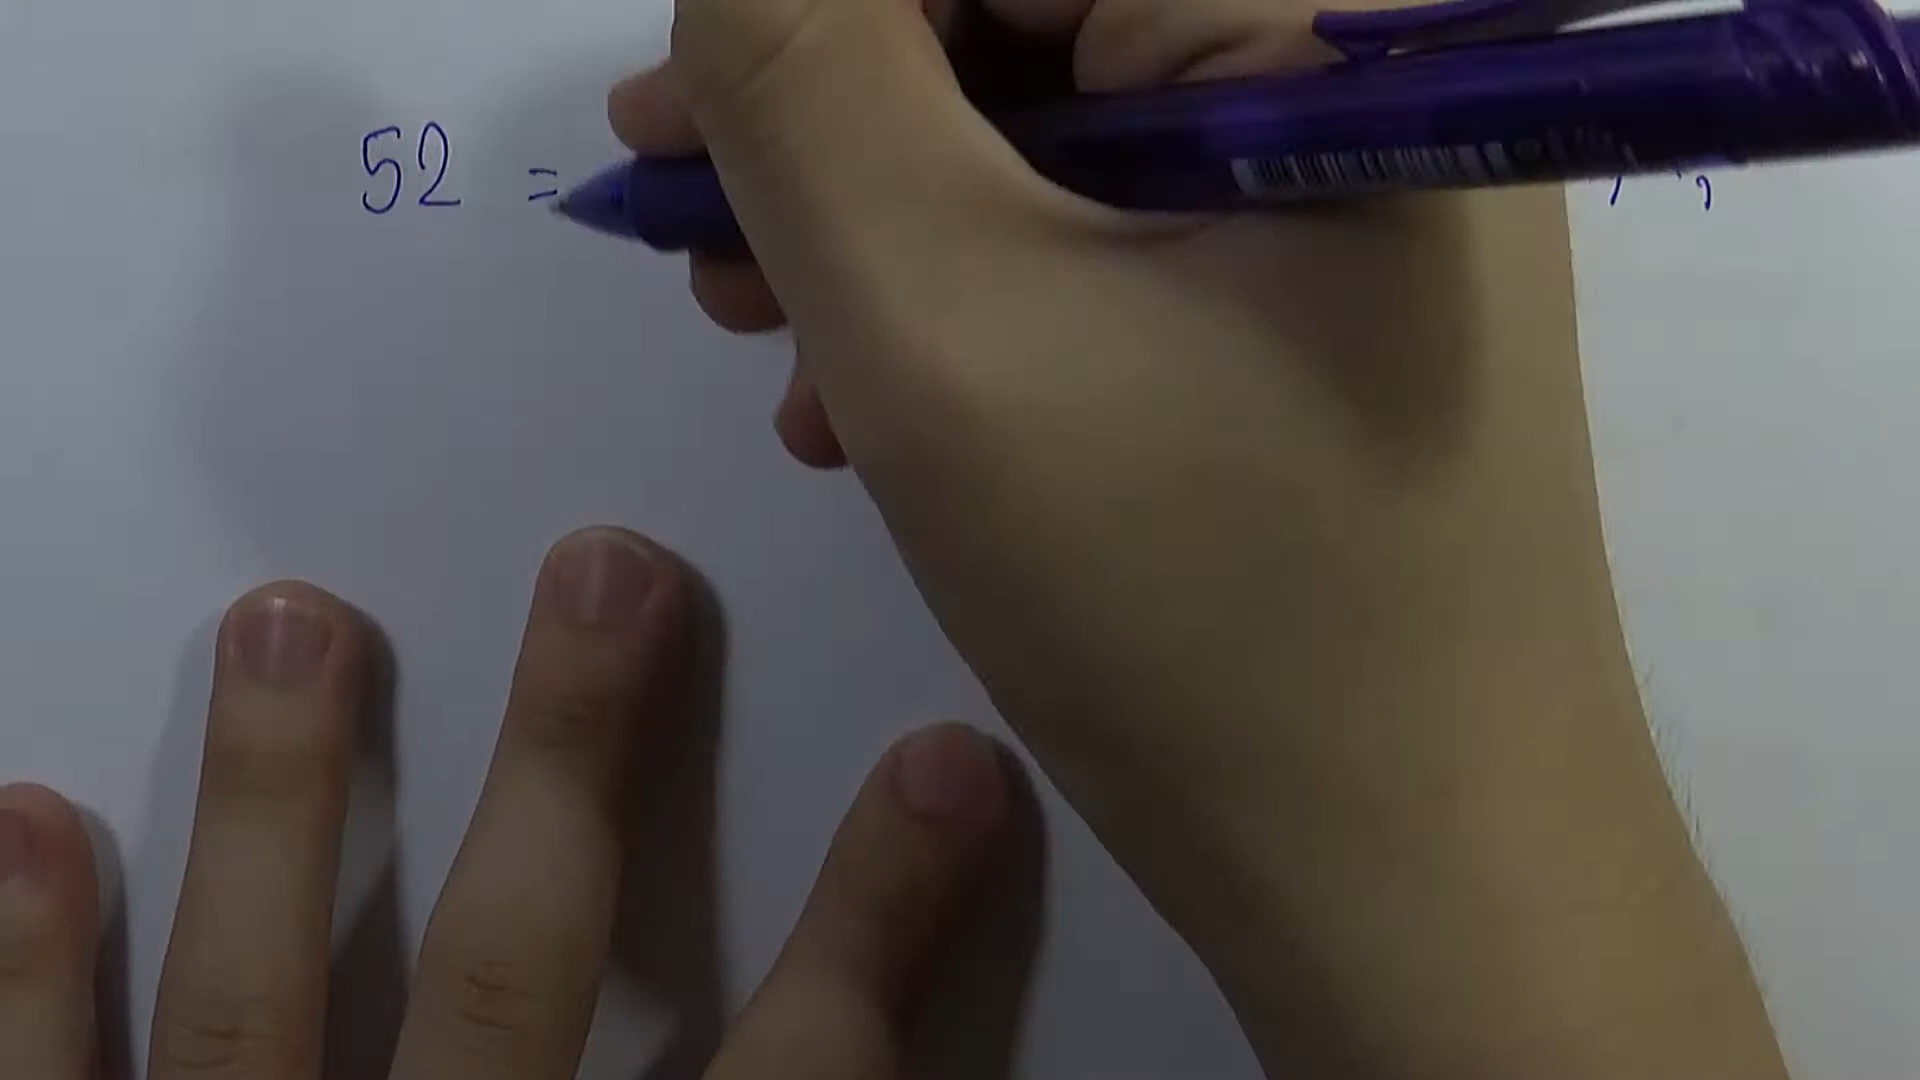 52 = , ;